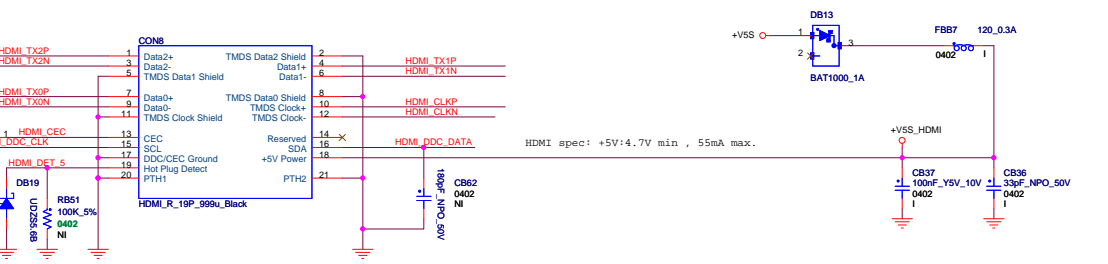 DB13
+V5S
1
2
3
BAT1000_1A
FBB7
120_0.3A
0402
I
CON8
HDMI_TX2P
1
Data2+
TMDS Data2 Shield
2
HDMI_TX2N
3
Data2-
Data1+
4
HDMI_TX1P
5
TMDS Data1 Shield
Data1-
6
HDMI_TX1N
HDMI_TX0P
7
Data0+
TMDS Data0 Shield
8
HDMI_TX0N
9
Data0-
TMDS Clock+
10
HDMI_CLKP
11
TMDS Clock Shield
TMDS Clock-
12
HDMI_CLKN
1
HDMI_CEC
13
CEC
Reserved
14
I_DDC_CLK
15
SCL
SDA
16
HDMI_DDC_DATA
17
DDC/CEC Ground
+5V Power
18
HDMI_DET_5
19
Hot Plug Detect
20
PTH1
PTH2
21
HDMI_R_19P_999u_Black
HDMI spec: +5V:4.7V min , 55mA max.
+V5S_HDMI
DB19
UDZS5.6B
RB51
100K_5%
0402
NI
180pF_NPO_50V
CB62
0402
NI
CB37
100nF_Y5V_10V
0402
I
CB36
33pF_NPO_50V
0402
I